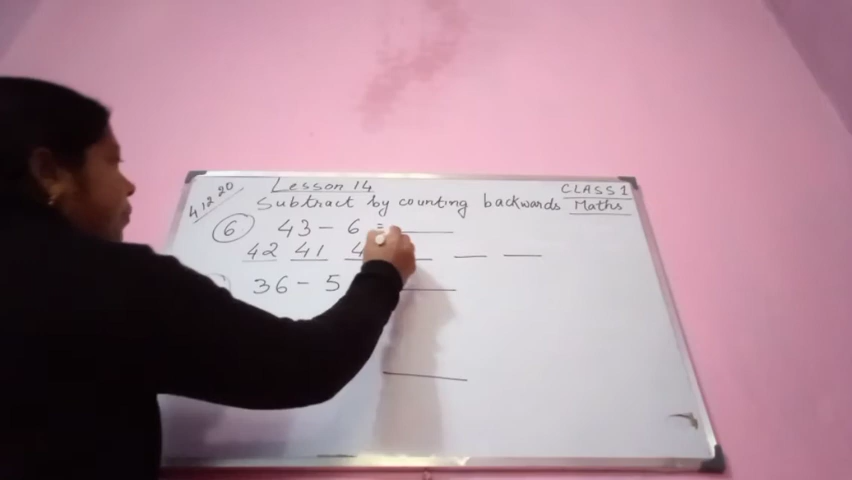 4/12/20
Lesson 14
CLASS 1
Subtract by counting backwards
Maths
6 43 - 6 =
42 41 4
36 - 5